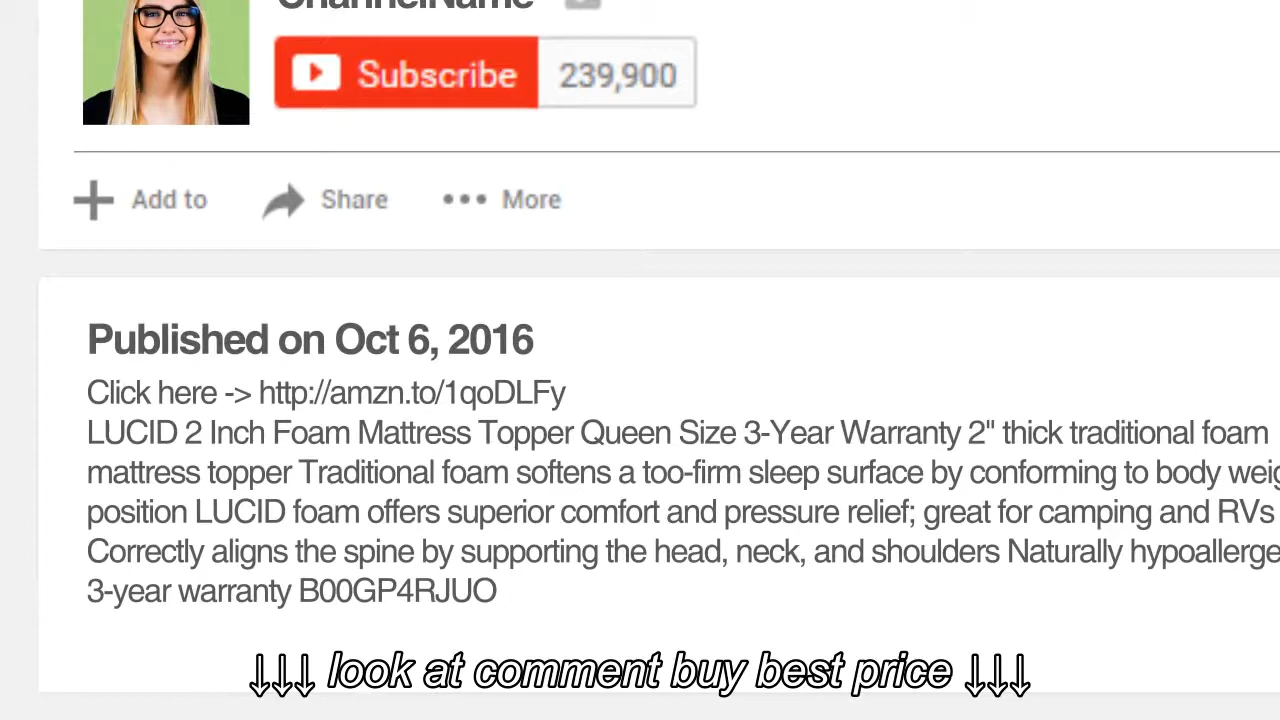 ChannelName
Subscribe 239,900
Add to Share More
Published on Oct 6, 2016
Click here -> http://amzn.to/1qoDLFy
LUCID 2 Inch Foam Mattress Topper Queen Size 3-Year Warranty 2" thick traditional foam
mattress topper Traditional foam softens a too-firm sleep surface by conforming to body
position LUCID foam offers superior comfort and pressure relief; great for camping and RVs
Correctly aligns the spine by supporting the head, neck, and shoulders Naturally
3-year warranty B00GP4RJUO
↓↓↓ look at comment buy best price ↓↓↓